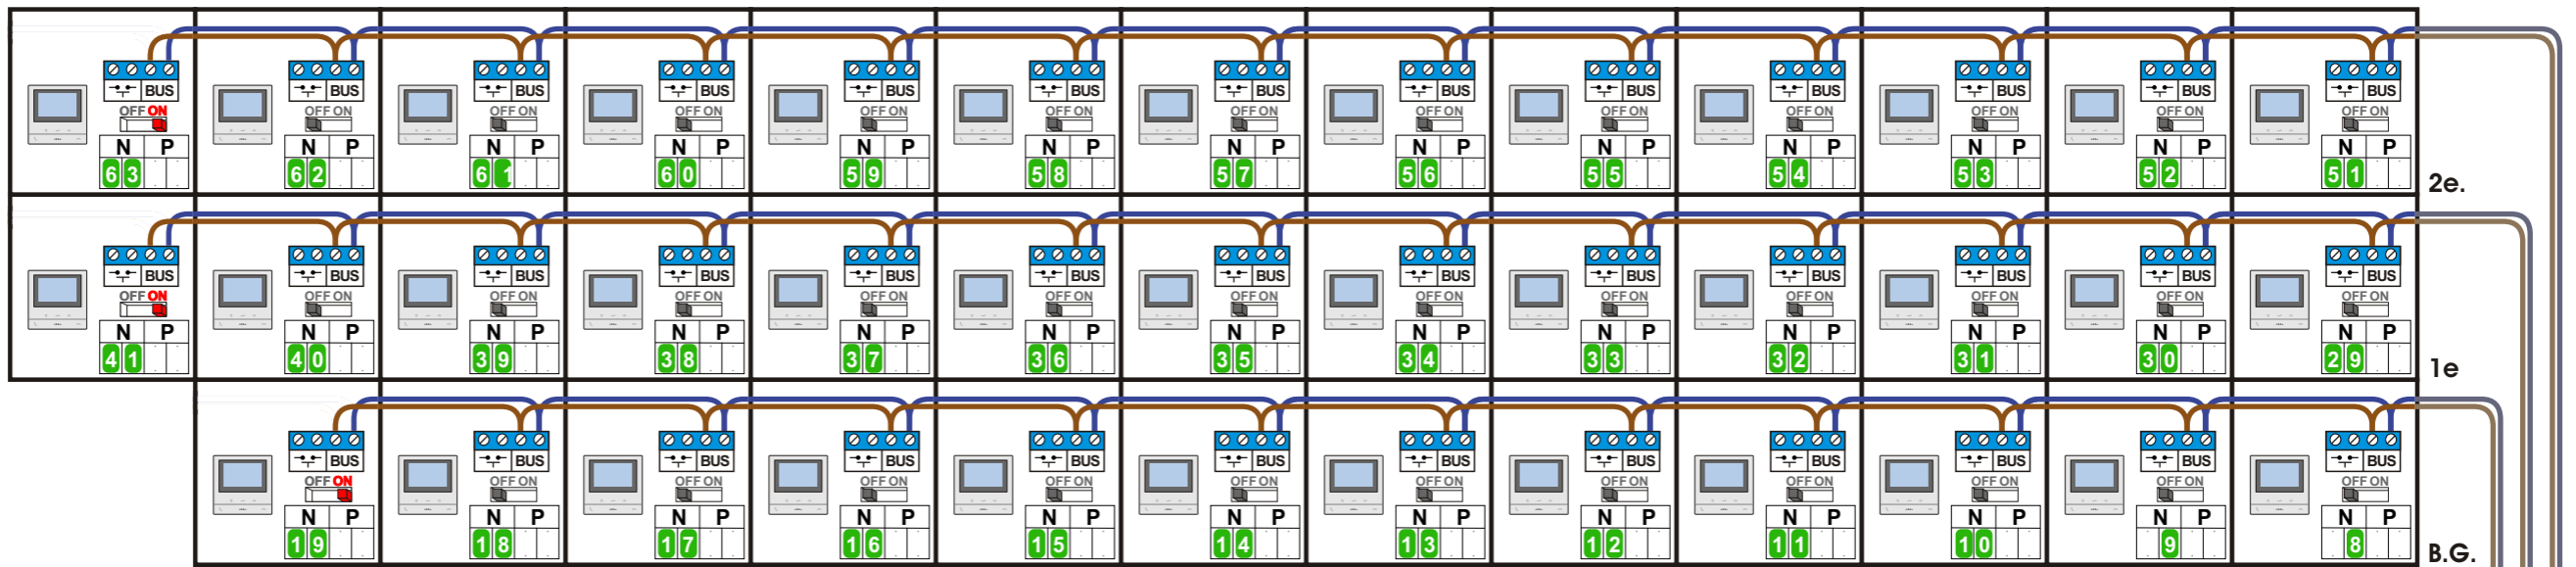 BUS BUS BUS BUS BUS BUS BUS BUS BUS BUS BUS BUS BUS
OFF ON OFF ON OFF ON OFF ON OFF ON OFF ON OFF ON OFF ON OFF ON OFF ON OFF ON OFF ON OFF ON
N P N P N P N P N P N P N P N P N P N P N P N P N P
63 62 61 60 59 58 57 56 55 54 53 52 51
2e.
BUS BUS BUS BUS BUS BUS BUS BUS BUS BUS BUS BUS BUS
OFF ON OFF ON OFF ON OFF ON OFF ON OFF ON OFF ON OFF ON OFF ON OFF ON OFF ON OFF ON OFF ON
N P N P N P N P N P N P N P N P N P N P N P N P N P
41 40 39 38 37 36 35 34 33 32 31 30 29
1e
BUS BUS BUS BUS BUS BUS BUS BUS BUS BUS BUS BUS
OFF ON OFF ON OFF ON OFF ON OFF ON OFF ON OFF ON OFF ON OFF ON OFF ON OFF ON OFF ON
N P N P N P N P N P N P N P N P N P N P N P N P
19 18 17 16 15 14 13 12 11 10 9 8
B.G.